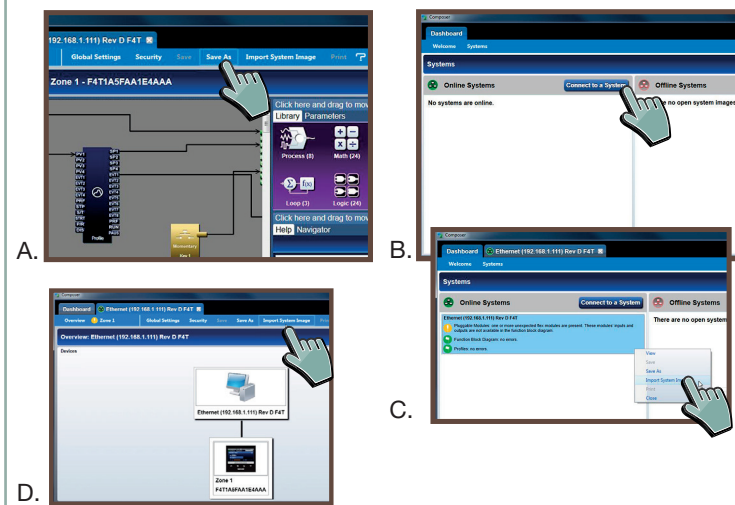 192.168.1.111) Rev D F4T
Global Settings Security Save Save As Import System Image Print
Zone 1 - F4T1A5FAA1E4AAA
Click here and drag to mov
Library Parameters
Process (8) Math (24)
Loop (3) Logic (24)
Click here and drag to mov
Help Navigator
Profile
Momentary
Key 1
A.
Composer
Dashboard
Welcome Systems
Systems
Online Systems Connect to a System Offline Systems
No systems are online.
no open system images
B.
Composer
Dashboard Ethernet (192.168.1.111) Rev D F4T
Welcome Systems
Systems
Online Systems Connect to a System Offline Systems
Ethernet (192.168.1.111) Rev D F4T
Pluggable Modules: one or more unexpected flex modules are present. These modules' inputs and
outputs are not available in the function block diagram.
Function Block Diagram: no errors.
Profiles: no errors.
There are no open system
View
Save
Save As
Import System Im
Print
Close
C.
Composer
Dashboard Ethernet (192.168.1.111) Rev D F4T
Overview Zone 1 Global Settings Security Save Save As Import System Image
Overview: Ethernet (192.168.1.111) Rev D F4T
Devices
Ethernet (192.168.1.111) Rev D F4T
Zone 1
F4T1A5FAA1E4AAA
D.